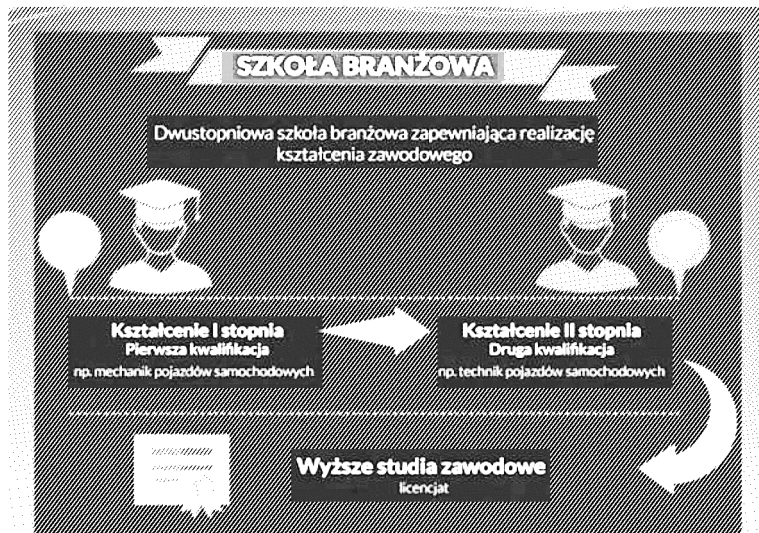 SZKOŁA BRANŻOWA
Dwustopniowa szkoła branżowa zapewniająca realizację
kształcenia zawodowego
Kształcenie I stopnia
Pierwsza kwalifikacja
np. mechanik pojazdów samochodowych
Kształcenie II stopnia
Druga kwalifikacja
np. technik pojazdów samochodowych
Wyższe studia zawodowe
licencjat